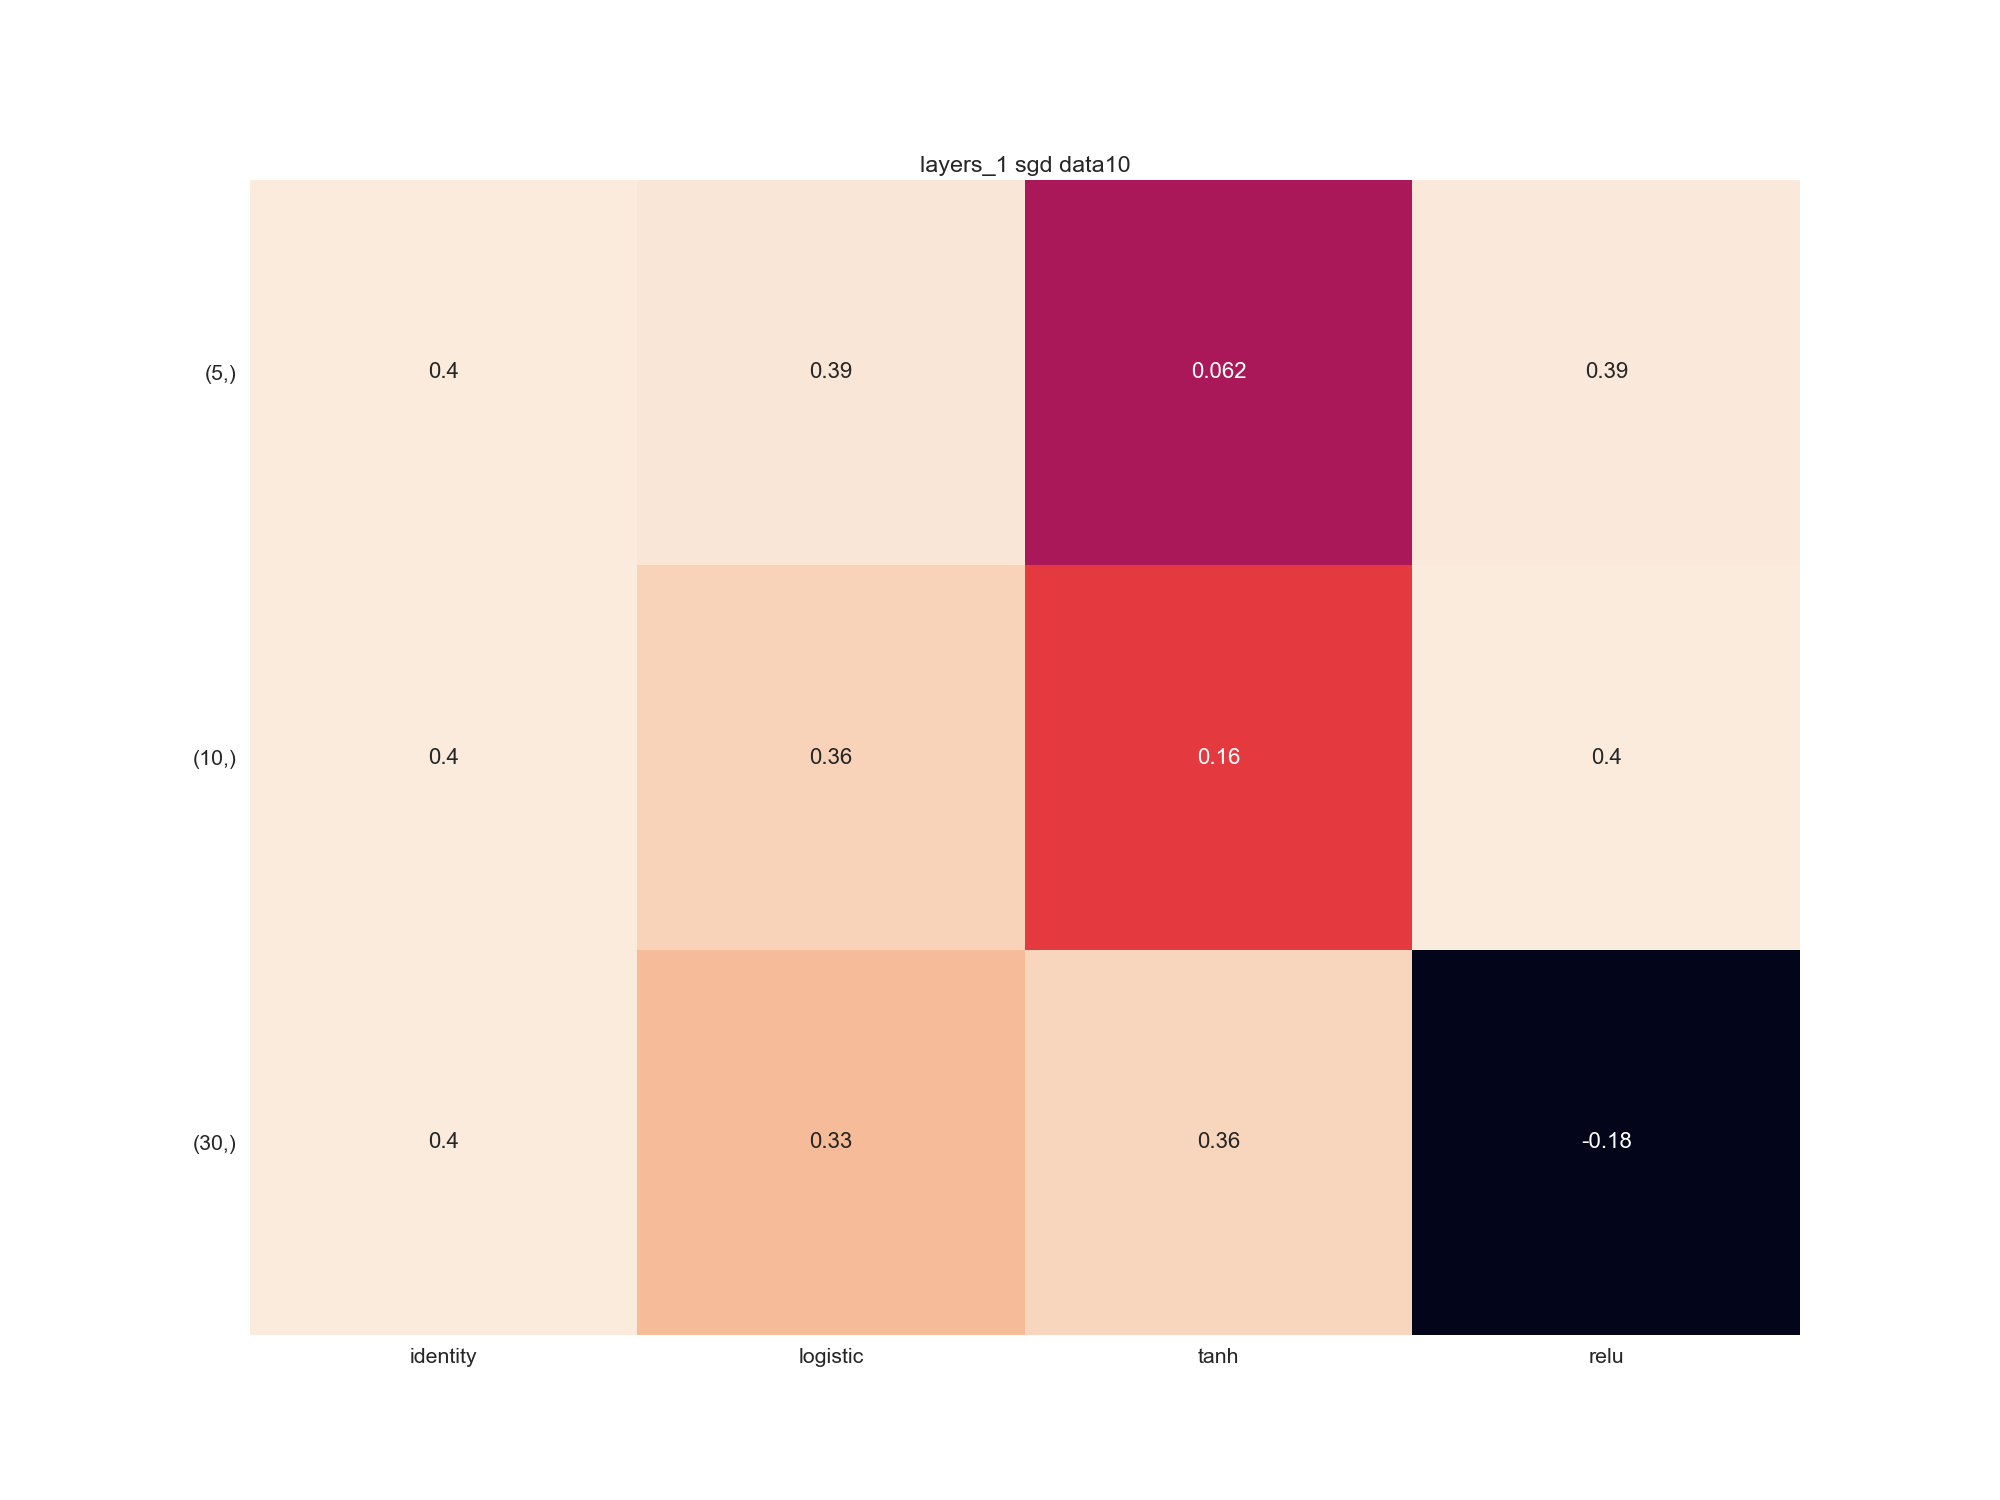 layers_1 sgd data10
(5,) 0.4 0.39 0.062 0.39
(10,) 0.4 0.36 0.16 0.4
(30,) 0.4 0.33 0.36 -0.18
identity logistic tanh relu